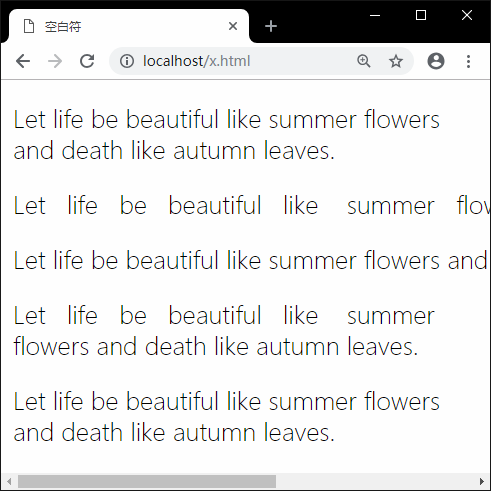 空白符
localhost/x.html
Let life be beautiful like summer flowers
and death like autumn leaves.
Let life be beautiful like summer flow
Let life be beautiful like summer flowers and
Let life be beautiful like summer
flowers and death like autumn leaves.
Let life be beautiful like summer flowers
and death like autumn leaves.